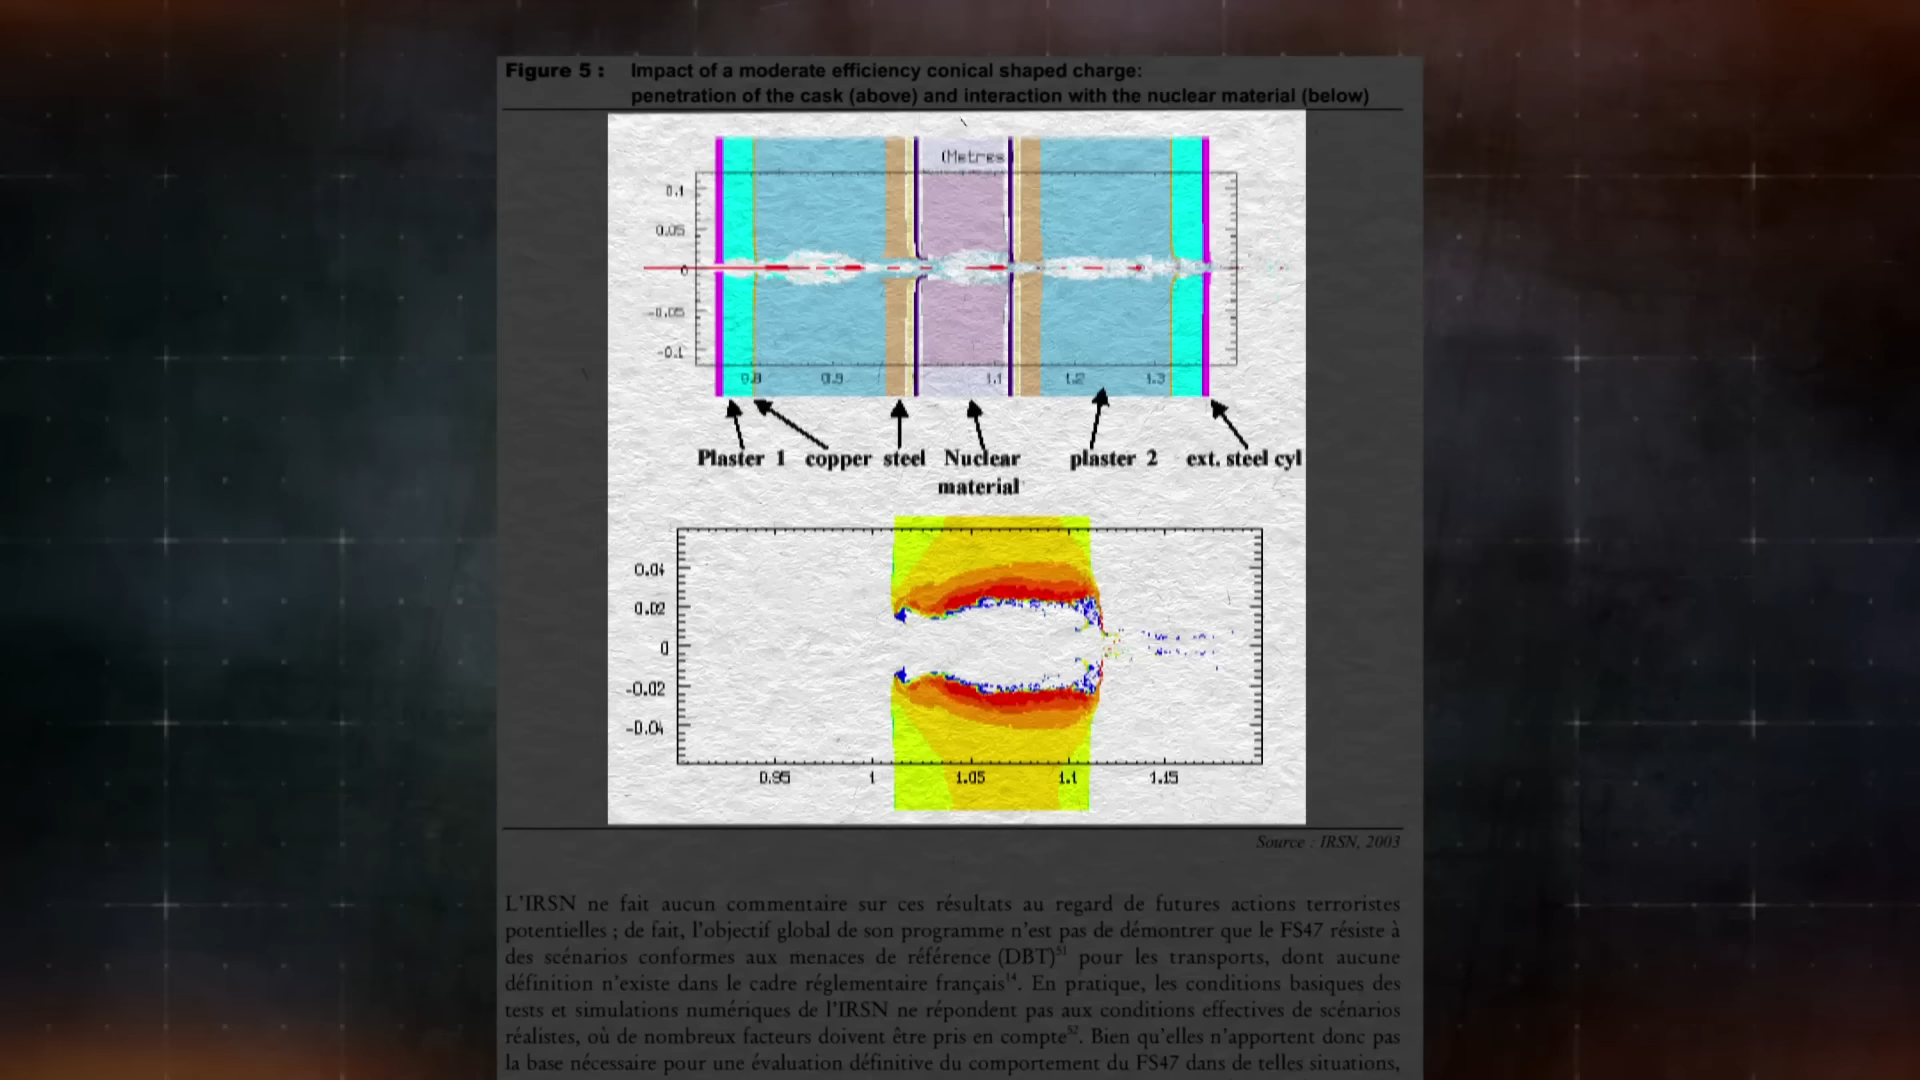 Figure 5 : Impact of a moderate efficiency conical shaped charge:
penetration of the cask (above) and interaction with the nuclear material (below)
(Metres
0.1
0.05
0
-0.05
-0.1
0.8 0.9 1.1 1.2 1.3
Plaster 1 copper steel Nuclear plaster 2 ext. steel cyl
material
0.04
0.02
0
-0.02
-0.04
0.95 1 1.05 1.1 1.15
Source : IRSN, 2003
L'IRSN ne fait aucun commentaire sur ces résultats au regard de futures actions terroristes
potentielles ; de fait, l'objectif global de son programme n'est pas de démontrer que le FS47 résiste à
des scénarios conformes aux menaces de référence (DBT)51 pour les transports, dont aucune
définition n'existe dans le cadre réglementaire français14. En pratique, les conditions basiques des
tests et simulations numériques de l'IRSN ne répondent pas aux conditions effectives de scénarios
réalistes, où de nombreux facteurs doivent être pris en compte52. Bien qu'elles n'apportent donc pas
la base nécessaire pour une évaluation définitive du comportement du FS47 dans de telles situations,